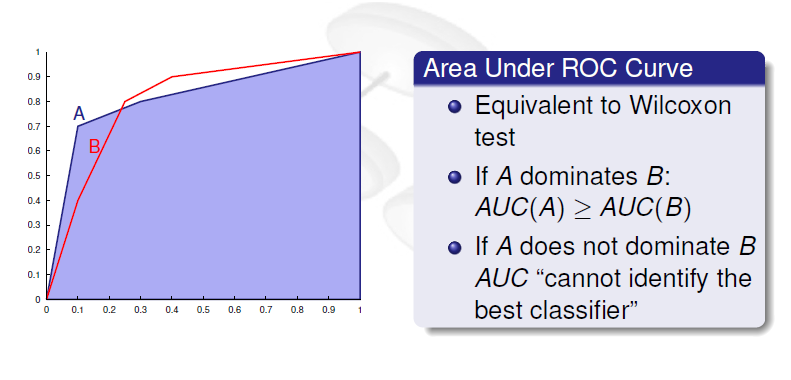 1
0.9
0.8
0.7
0.6
0.5
0.4
0.3
0.2
0.1
0
A
B
0 0.1 0.2 0.3 0.4 0.5 0.6 0.7 0.8 0.9 1
Area Under ROC Curve
Equivalent to Wilcoxon
test
If A dominates B:
AUC(A) ≥ AUC(B)
If A does not dominate B
AUC “cannot identify the
best classifier”